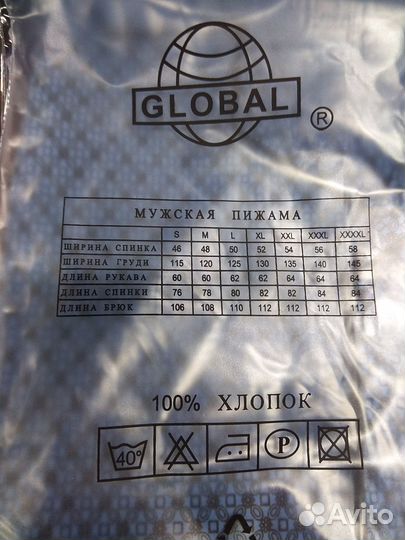 GLOBAL
®
МУЖСКАЯ ПИЖАМА
S M L XL XXL XXXL XXXXL
ШИРИНА СПИНКА 46 48 50 52 54 56 58
ШИРИНА ГРУДИ 115 120 125 130 135 140 145
ДЛИНА РУКАВА 60 60 62 62 64 64 64
ДЛИНА СПИНКИ 76 78 80 82 82 84 84
ДЛИНА БРЮК 106 108 110 112 112 112 112
100% ХЛОПОК
40° P
Avito